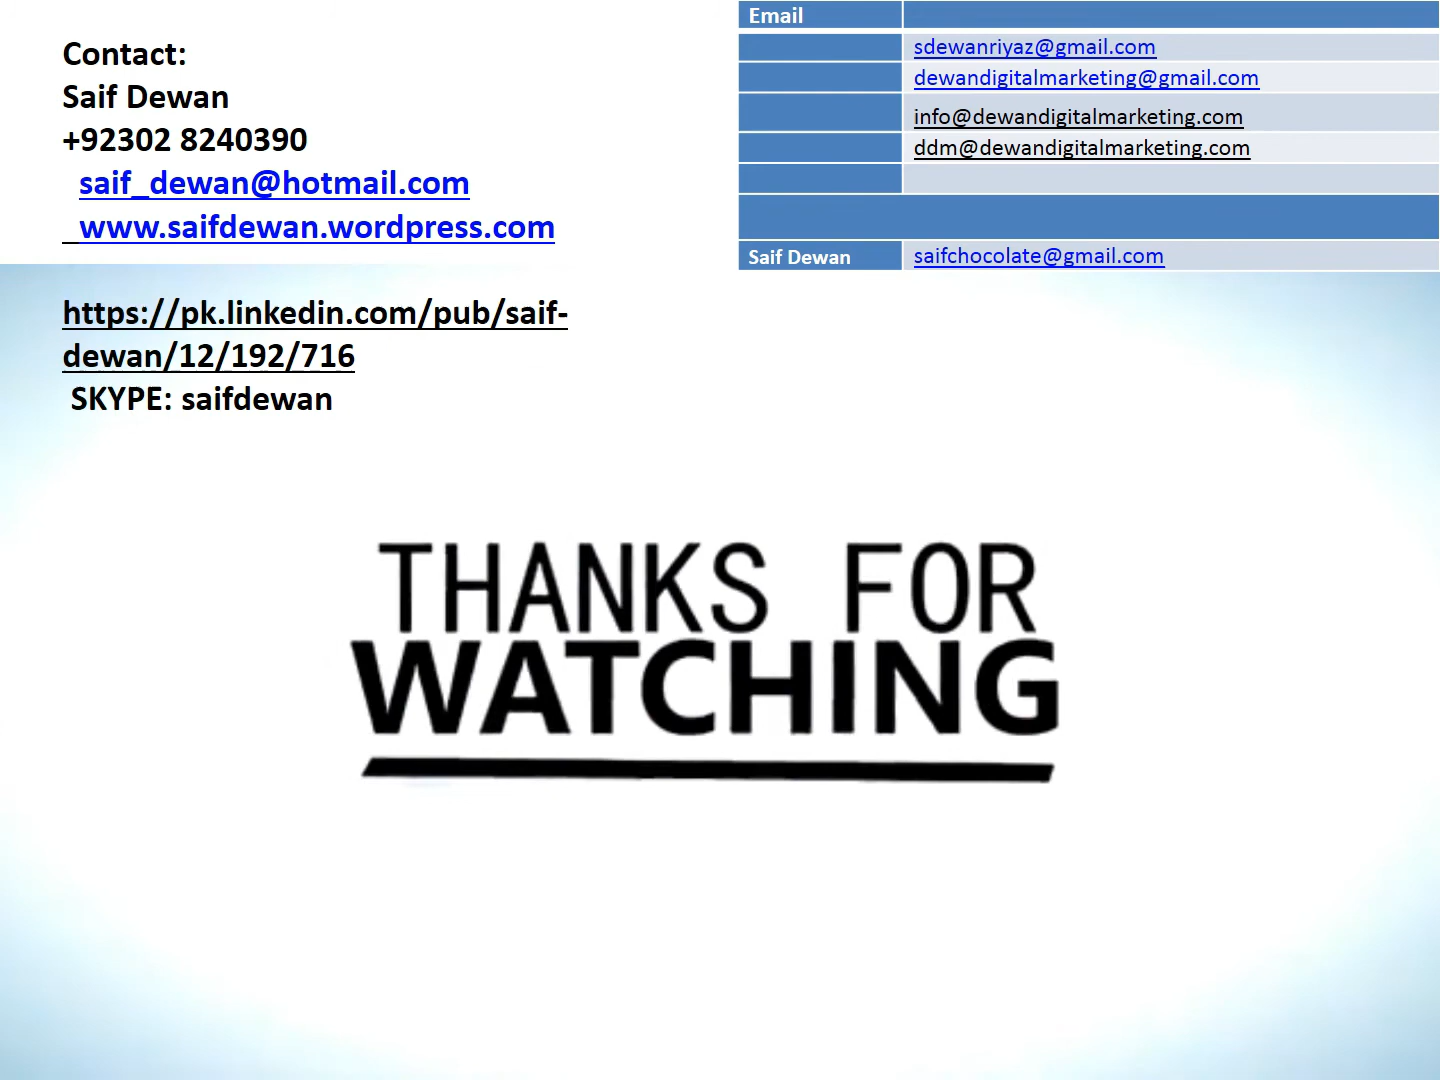 Contact:
Saif Dewan
+92302 8240390
saif_dewan@hotmail.com
www.saifdewan.wordpress.com
https://pk.linkedin.com/pub/saif-
dewan/12/192/716
SKYPE: saifdewan
Email
sdewanriyaz@gmail.com
dewandigitalmarketing@gmail.com
info@dewandigitalmarketing.com
ddm@dewandigitalmarketing.com
Saif Dewan saifchocolate@gmail.com
THANKS FOR
WATCHING